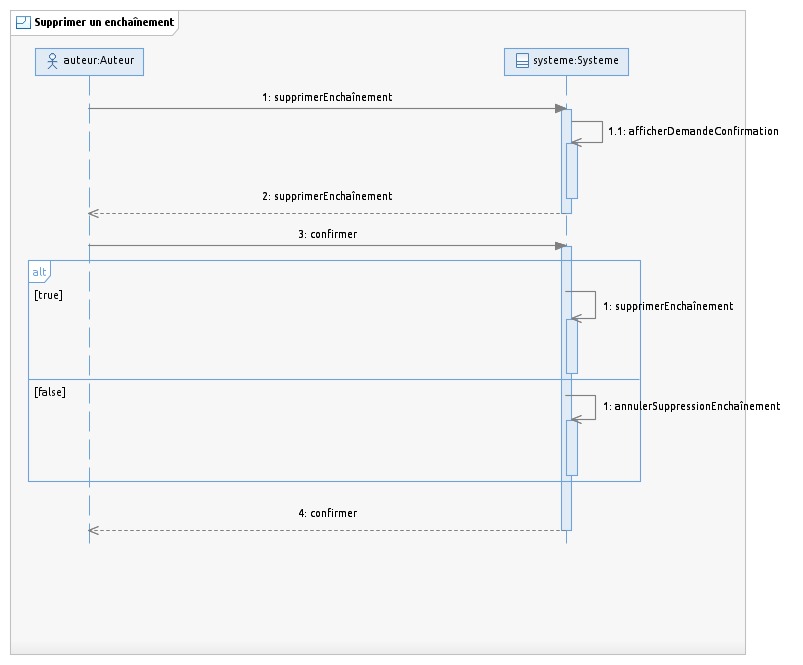 Supprimer un enchaînement
auteur:Auteur
systeme:Systeme
1: supprimerEnchaînement
1.1: afficherDemandeConfirmation
2: supprimerEnchaînement
3: confirmer
alt
[true]
1: supprimerEnchaînement
[false]
1: annulerSuppressionEnchaînement
4: confirmer